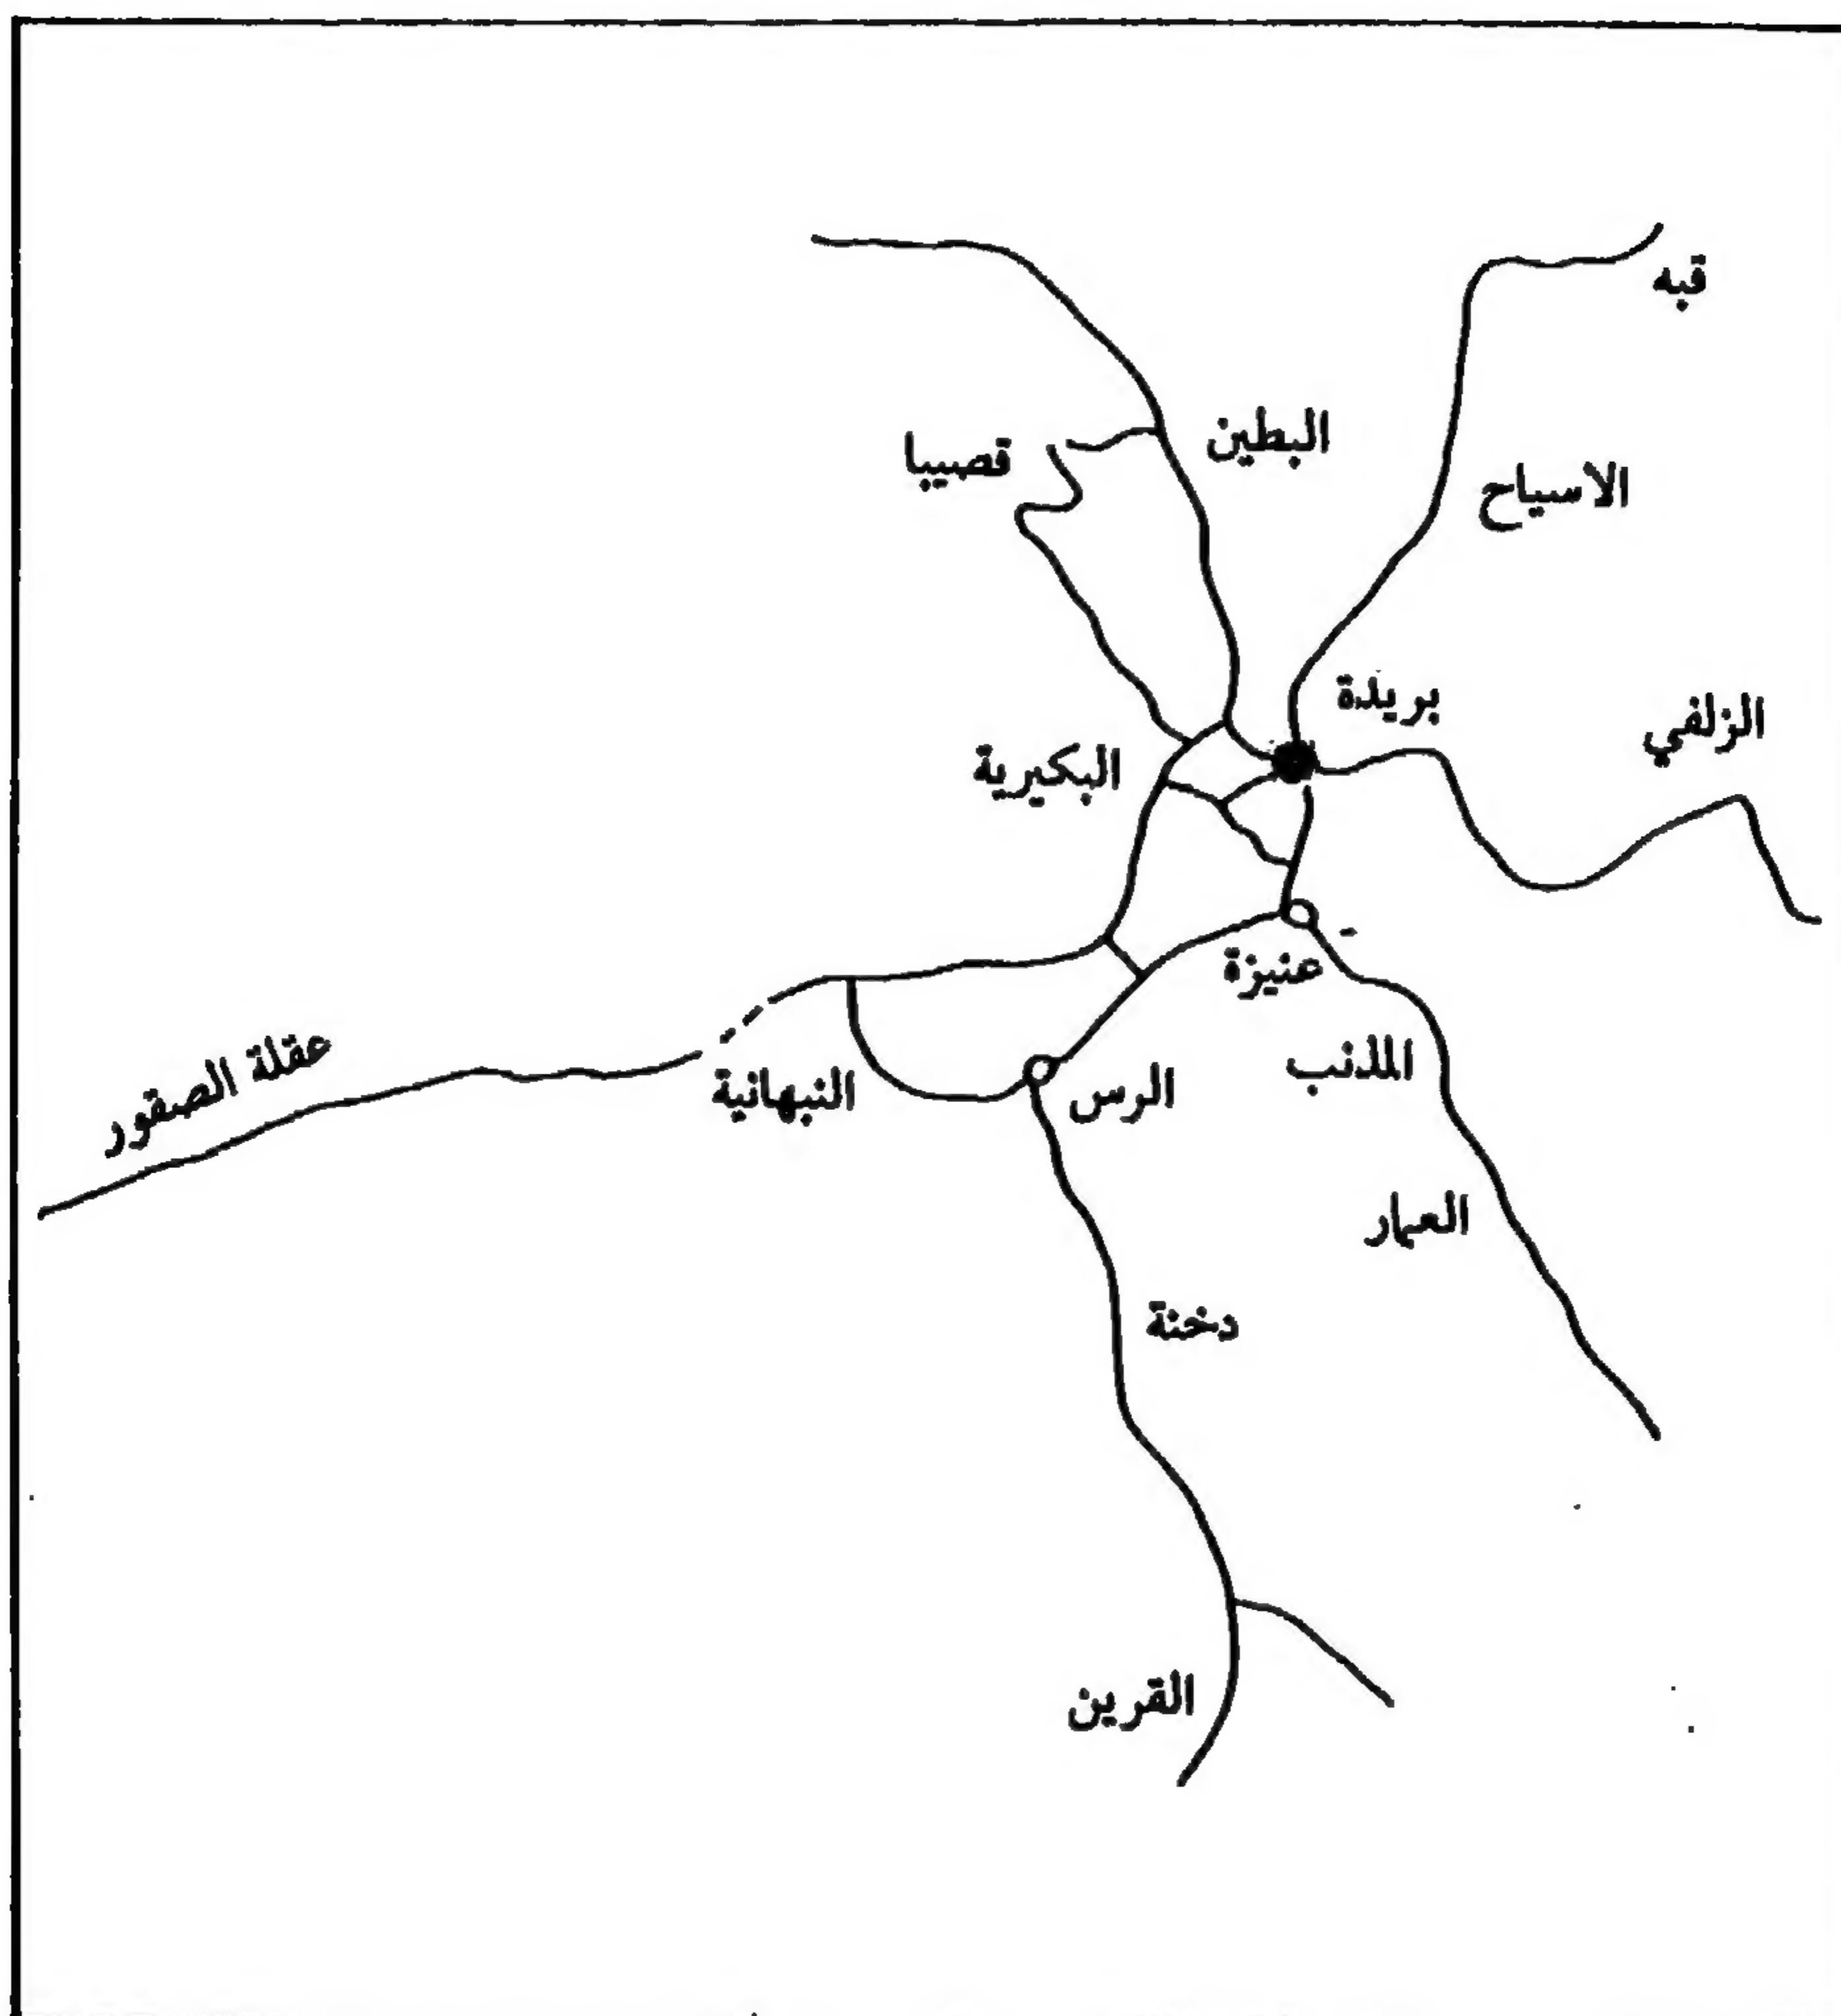 قبه
البطين
قصيبا
الاسياح
بريدة
الزلفي
البكيرية
عنيزة
عقلة الصقور
المذنب
النبهانية
الرس
العمار
دخنة
القرين